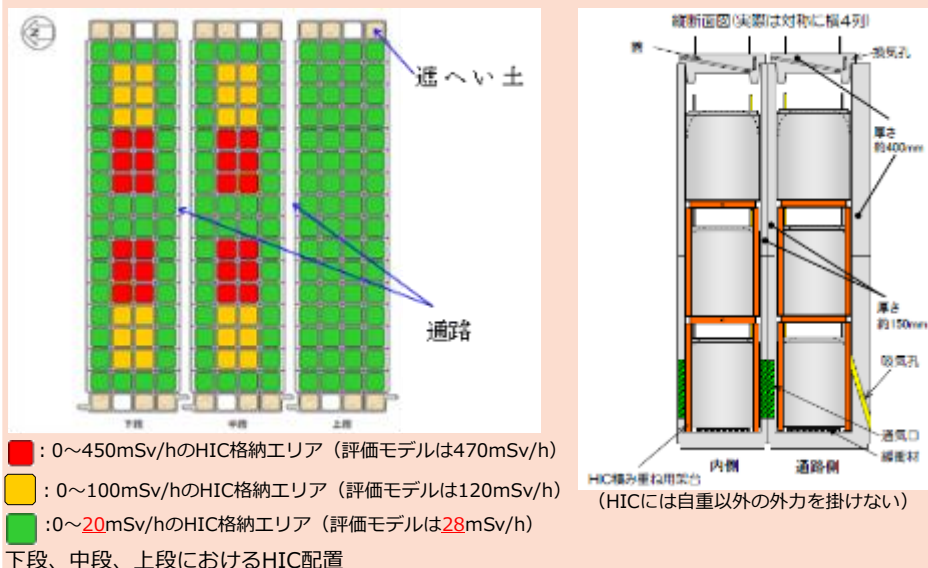 縦断面図(実際は対称に横4列)
蓋
換気孔
遮へい土
厚さ
約400mm
通路
厚さ
約150mm
吸気孔
通気口
緩衝材
下段
中段
上段
HIC積み重ね用架台
内側
通路側
(HICには自重以外の外力を掛けない)
:0~450mSv/hのHIC格納エリア(評価モデルは470mSv/h)
:0~100mSv/hのHIC格納エリア(評価モデルは120mSv/h)
:0~20mSv/hのHIC格納エリア(評価モデルは28mSv/h)
下段、中段、上段におけるHIC配置